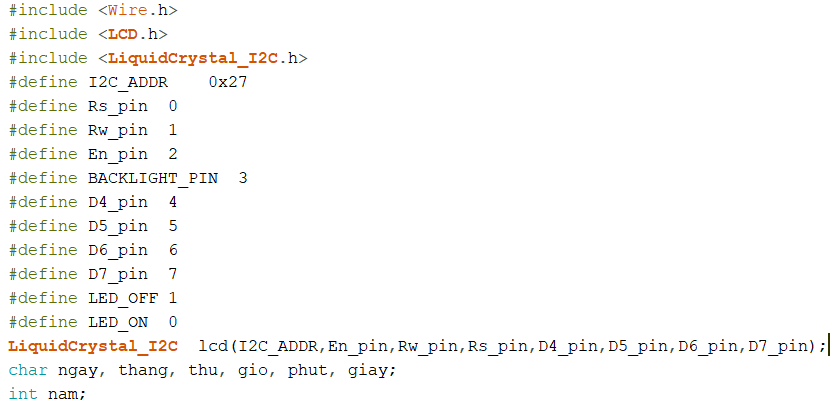 #include <Wire.h>
#include <LCD.h>
#include <LiquidCrystal_I2C.h>
#define I2C_ADDR    0x27
#define Rs_pin  0
#define Rw_pin  1
#define En_pin  2
#define BACKLIGHT_PIN  3
#define D4_pin  4
#define D5_pin  5
#define D6_pin  6
#define D7_pin  7
#define LED_OFF 1
#define LED_ON  0
LiquidCrystal_I2C  lcd(I2C_ADDR,En_pin,Rw_pin,Rs_pin,D4_pin,D5_pin,D6_pin,D7_pin);
char ngay, thang, thu, gio, phut, giay;
int nam;